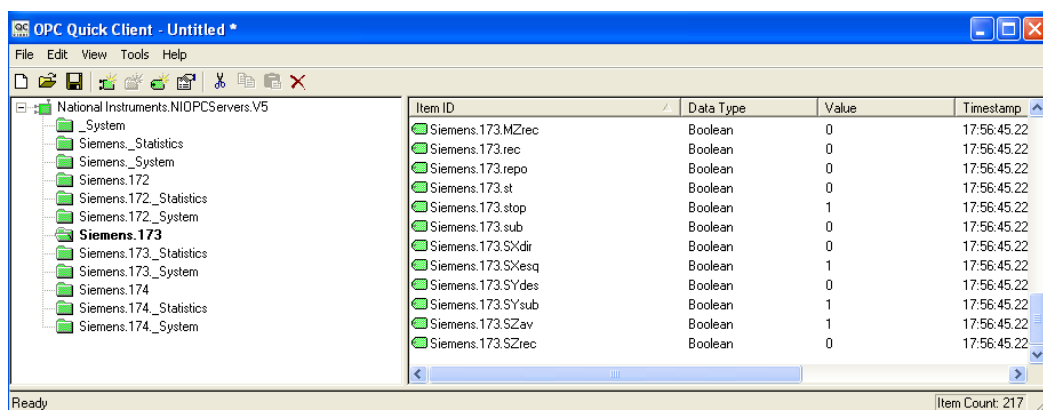 OPC Quick Client - Untitled *
File Edit View Tools Help
National Instruments.NIOPCServers.V5
_System
Siemens._Statistics
Siemens._System
Siemens.172
Siemens.172._Statistics
Siemens.172._System
Siemens.173
Siemens.173._Statistics
Siemens.173._System
Siemens.174
Siemens.174._Statistics
Siemens.174._System
Item ID Data Type Value Timestamp
Siemens.173.MZrec Boolean 0 17:56:45.22
Siemens.173.rec Boolean 0 17:56:45.22
Siemens.173.repo Boolean 0 17:56:45.22
Siemens.173.st Boolean 0 17:56:45.22
Siemens.173.stop Boolean 1 17:56:45.22
Siemens.173.sub Boolean 0 17:56:45.22
Siemens.173.SXdir Boolean 0 17:56:45.22
Siemens.173.SXesq Boolean 1 17:56:45.22
Siemens.173.SYdes Boolean 0 17:56:45.22
Siemens.173.SYsub Boolean 1 17:56:45.22
Siemens.173.SZav Boolean 1 17:56:45.22
Siemens.173.SZrec Boolean 0 17:56:45.22
Ready Item Count: 217